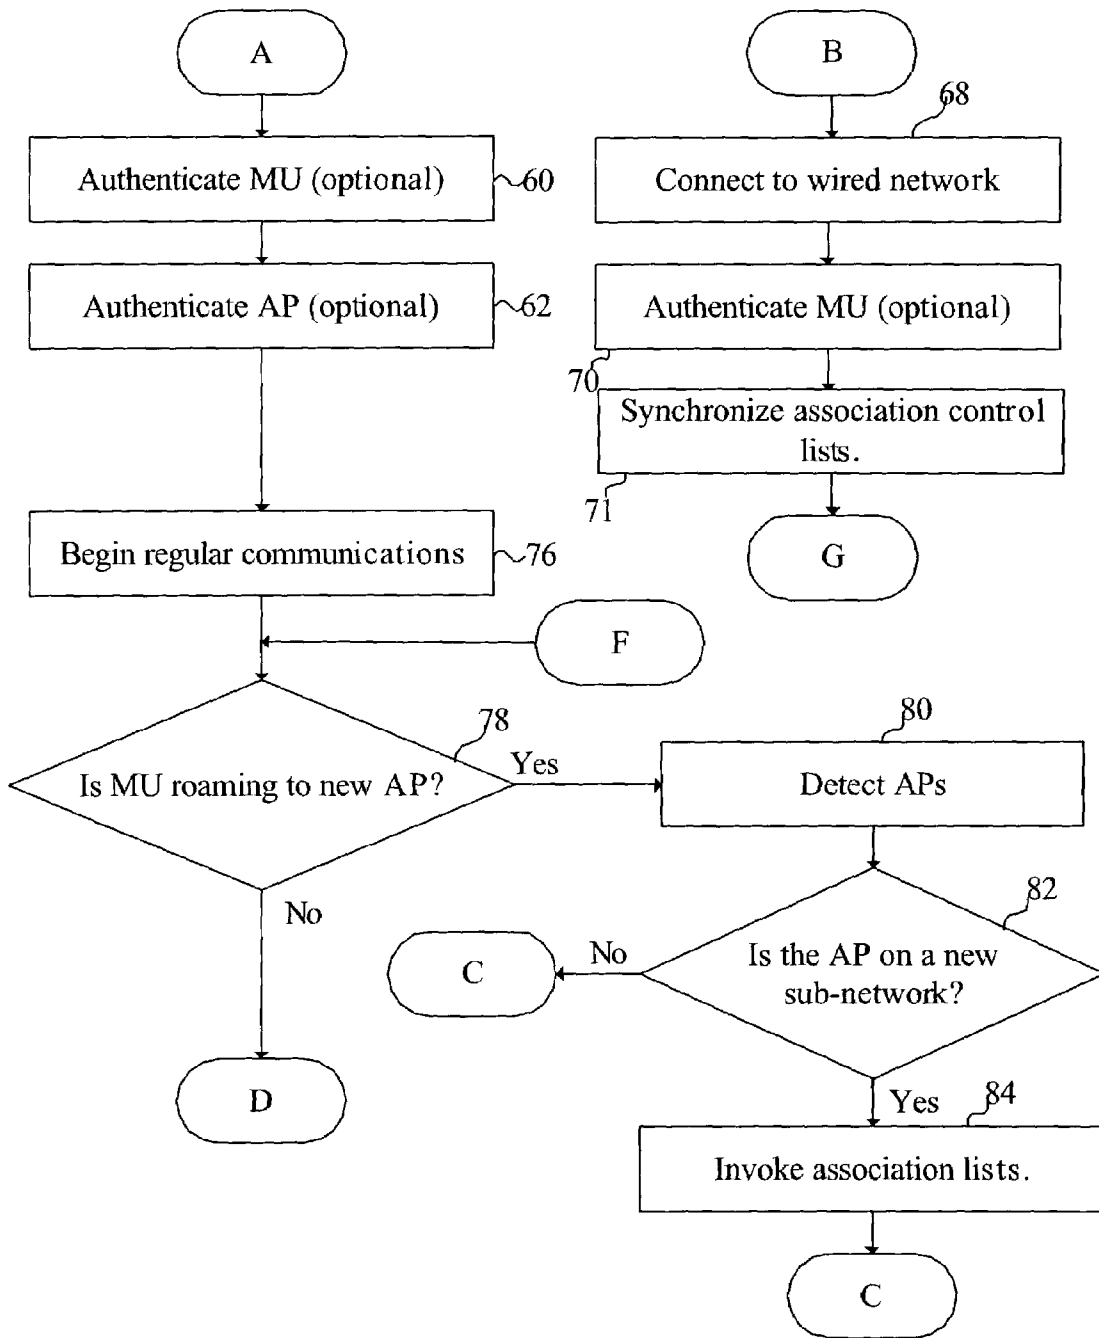 A
B
68
Authenticate MU (optional)
60
Connect to wired network
Authenticate AP (optional)
62
Authenticate MU (optional)
70
Synchronize association control
lists.
71
Begin regular communications
76
G
F
78
80
Is MU roaming to new AP?
Yes
Detect APs
No
82
C
No
Is the AP on a new
sub-network?
D
Yes
84
Invoke association lists.
C